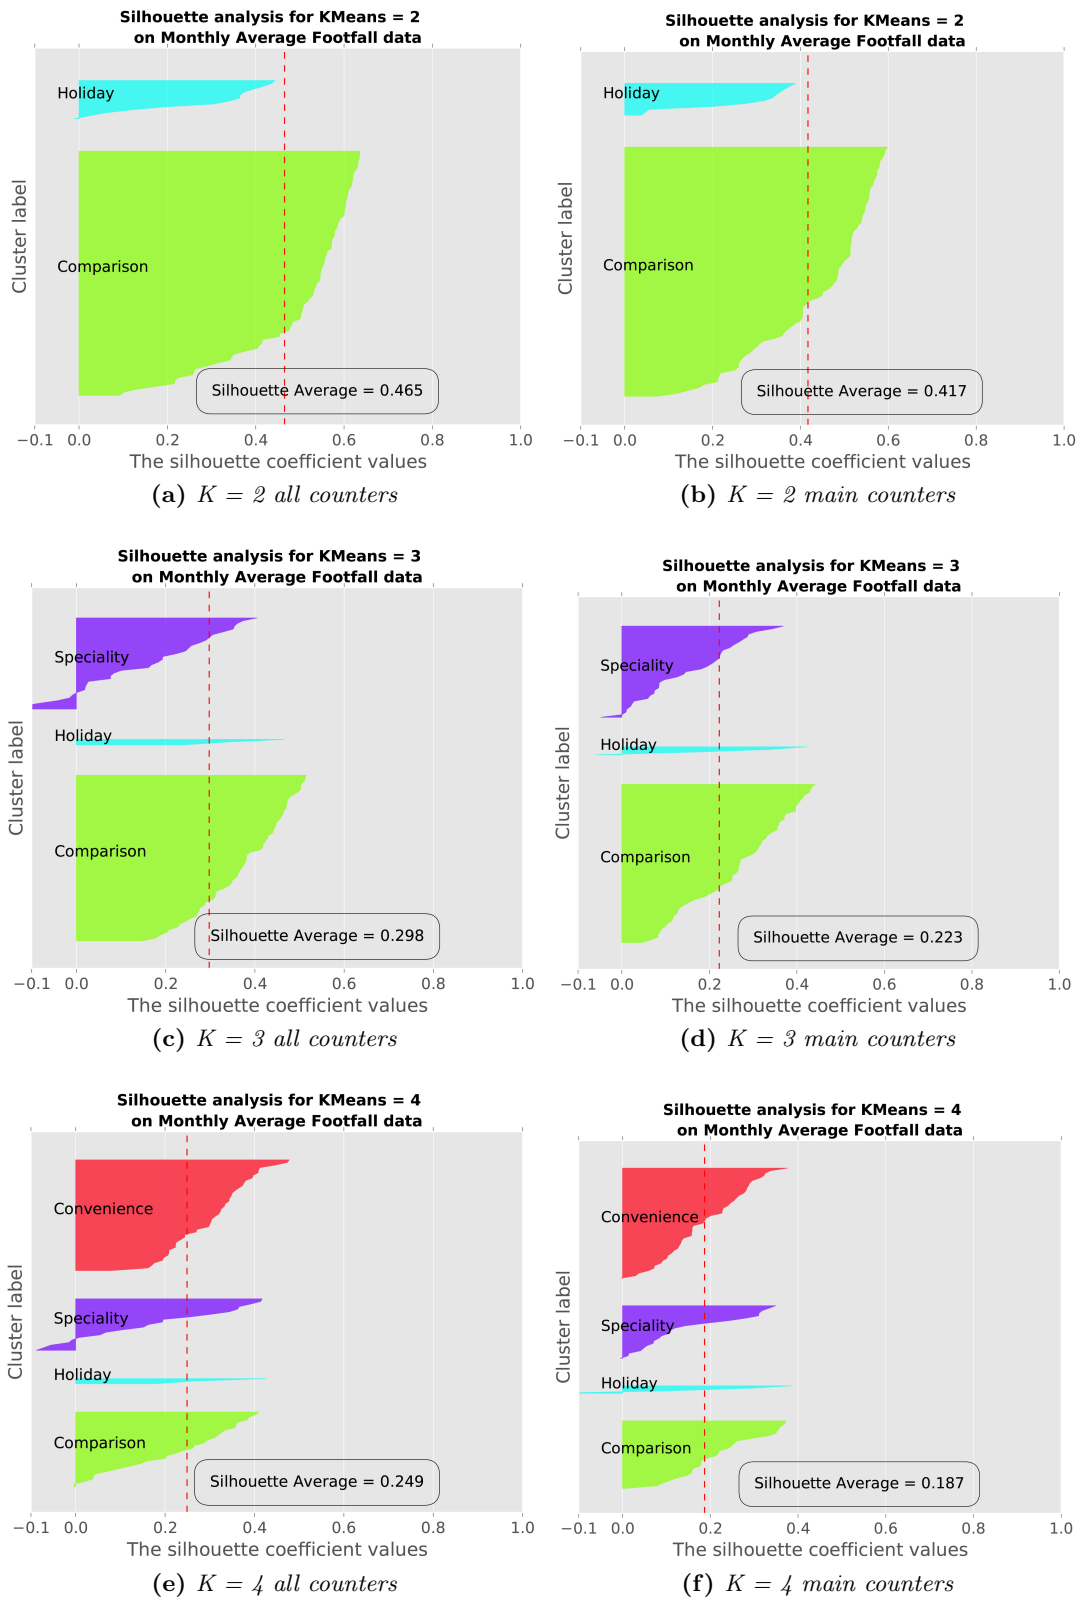 Silhouette analysis for KMeans = 2
on Monthly Average Footfall data
Holiday
Comparison
Cluster label
Silhouette Average = 0.465
−0.1 0.0 0.2 0.4 0.6 0.8 1.0
The silhouette coefficient values
(a) K = 2 all counters
Silhouette analysis for KMeans = 2
on Monthly Average Footfall data
Holiday
Comparison
Cluster label
Silhouette Average = 0.417
−0.1 0.0 0.2 0.4 0.6 0.8 1.0
The silhouette coefficient values
(b) K = 2 main counters
Silhouette analysis for KMeans = 3
on Monthly Average Footfall data
Speciality
Holiday
Comparison
Cluster label
Silhouette Average = 0.298
−0.1 0.0 0.2 0.4 0.6 0.8 1.0
The silhouette coefficient values
(c) K = 3 all counters
Silhouette analysis for KMeans = 3
on Monthly Average Footfall data
Speciality
Holiday
Comparison
Cluster label
Silhouette Average = 0.223
−0.1 0.0 0.2 0.4 0.6 0.8 1.0
The silhouette coefficient values
(d) K = 3 main counters
Silhouette analysis for KMeans = 4
on Monthly Average Footfall data
Convenience
Speciality
Holiday
Comparison
Cluster label
Silhouette Average = 0.249
−0.1 0.0 0.2 0.4 0.6 0.8 1.0
The silhouette coefficient values
(e) K = 4 all counters
Silhouette analysis for KMeans = 4
on Monthly Average Footfall data
Convenience
Speciality
Holiday
Comparison
Cluster label
Silhouette Average = 0.187
−0.1 0.0 0.2 0.4 0.6 0.8 1.0
The silhouette coefficient values
(f) K = 4 main counters